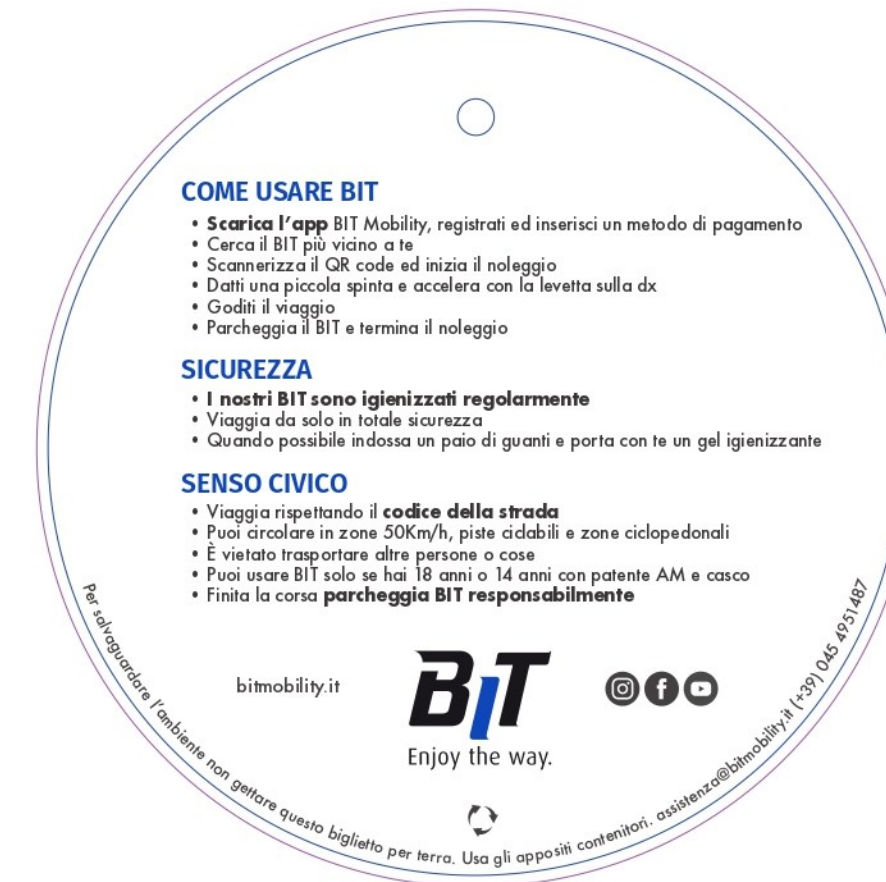 COME USARE BIT
• Scarica l'app BIT Mobility, registrati ed inserisci un metodo di pagamento
• Cerca il BIT più vicino a te
• Scannerizza il QR code ed inizia il noleggio
• Datti una piccola spinta e accelera con la levetta sulla dx
• Goditi il viaggio
• Parcheggia il BIT e termina il noleggio
SICUREZZA
• I nostri BIT sono igienizzati regolarmente
• Viaggia da solo in totale sicurezza
• Quando possibile indossa un paio di guanti e porta con te un gel igienizzante
SENSO CIVICO
• Viaggia rispettando il codice della strada
• Puoi circolare in zone 50Km/h, piste ciclabili e zone ciclopedonali
• È vietato trasportare altre persone o cose
• Puoi usare BIT solo se hai 18 anni o 14 anni con patente AM e casco
• Finita la corsa parcheggia BIT responsabilmente
bitmobility.it
BiT
Enjoy the way.
Per salvaguardare l'ambiente non gettare questo biglietto per terra. Usa gli appositi contenitori. assistenza@bitmobility.it (+39) 045 4951487